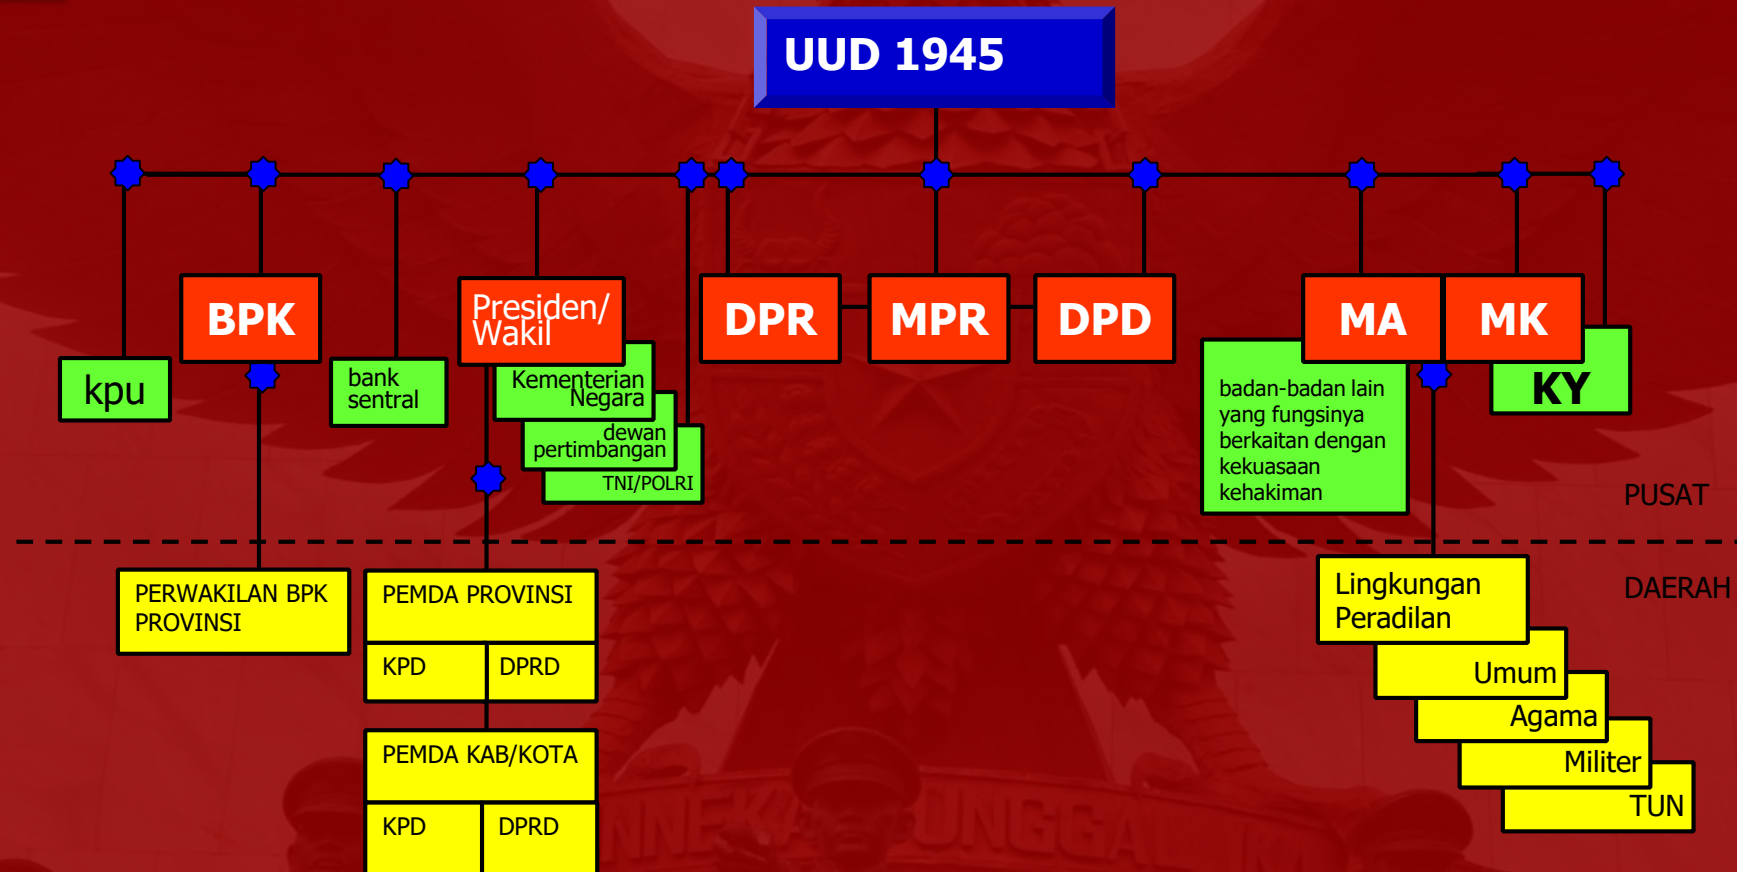 UUD 1945
BPK
Presiden/
Wakil
DPR
MPR
DPD
MA
MK
kpu
bank
sentral
Kementerian
Negara
dewan
pertimbangan
TNI/POLRI
badan-badan lain
yang fungsinya
berkaitan dengan
kekuasaan
kehakiman
KY
PUSAT
DAERAH
PERWAKILAN BPK
PROVINSI
PEMDA PROVINSI
KPD
DPRD
PEMDA KAB/KOTA
KPD
DPRD
Lingkungan
Peradilan
Umum
Agama
Militer
TUN